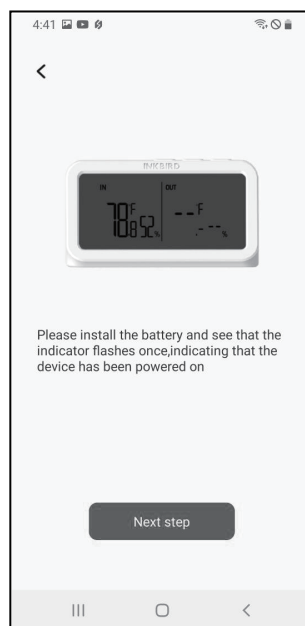 4:41
INKBIRD
IN OUT
78.8 °F 52 % --.- °F -- %
Please install the battery and see that the
indicator flashes once,indicating that the
device has been powered on
Next step